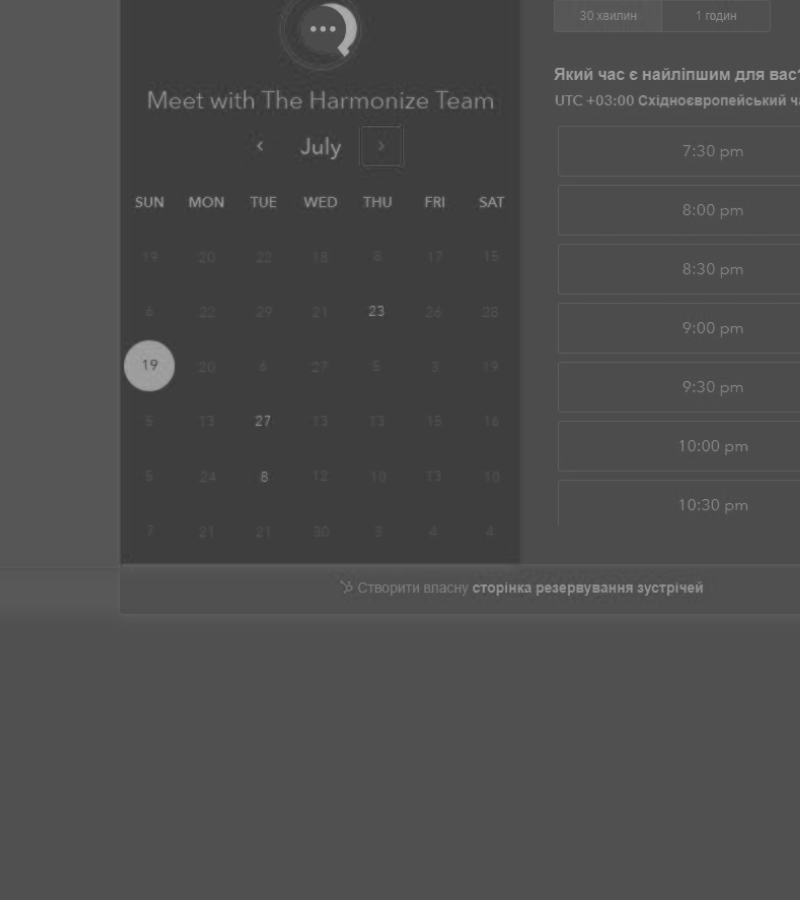 30 хвилин 1 годин
Meet with The Harmonize Team
July
Який час є найліпшим для вас?
UTC +03:00 Східноєвропейський ча
SUN MON TUE WED THU FRI SAT
19 20 22 18 8 17 15
6 22 29 21 23 26 28
19 20 6 27 5 3 19
5 13 27 13 13 15 16
5 24 8 12 10 13 10
7 21 21 30 3 4 4
7:30 pm
8:00 pm
8:30 pm
9:00 pm
9:30 pm
10:00 pm
10:30 pm
Створити власну сторінка резервування зустрічей